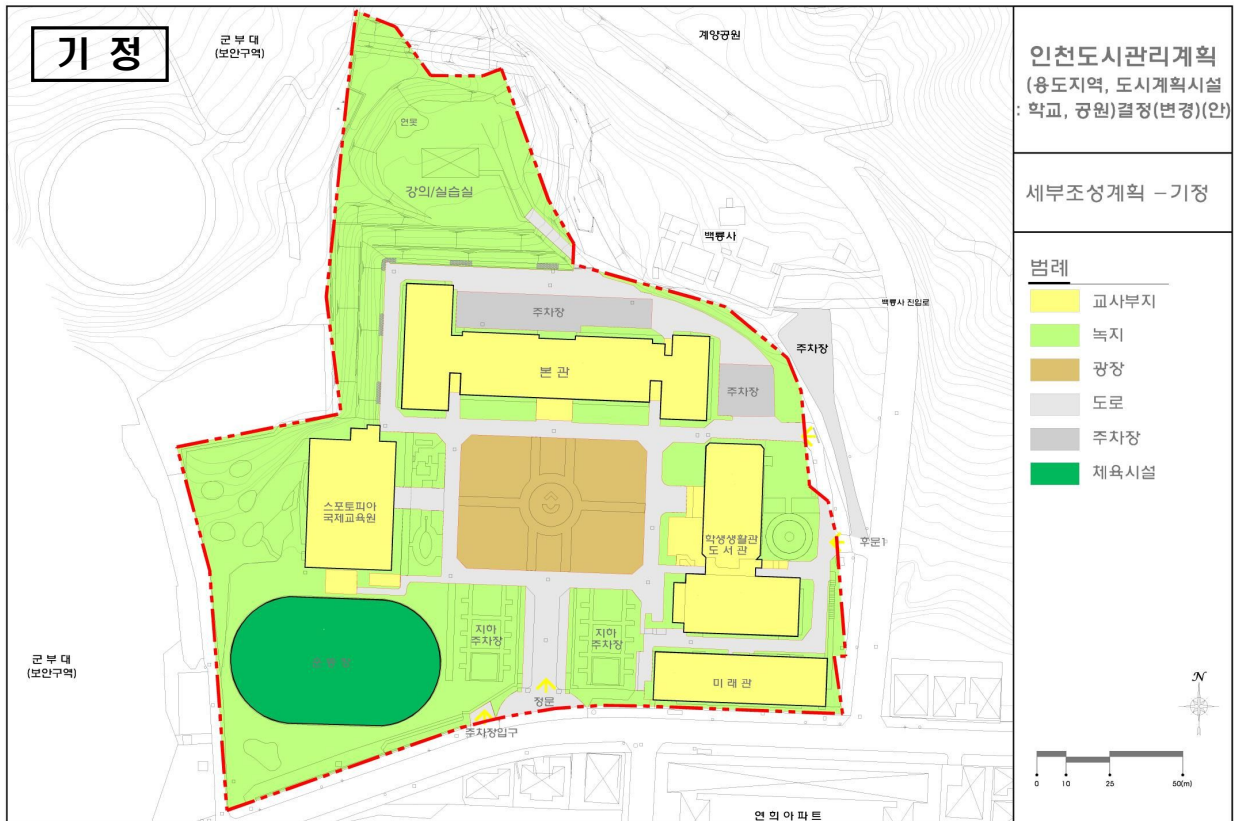 기 정
군 부 대
(보안구역)
계양공원
연못
강의/실습실
백룡사
백룡사 진입로
주차장
주차장
본 관
주차장
스포토피아
국제교육원
학생생활관
도 서 관
후문1
지하
주차장
지하
주차장
미 래 관
정문
주차장입구
군 부 대
(보안구역)
연 희 아 파 트
인천도시관리계획
(용도지역, 도시계획시설
: 학교, 공원)결정(변경)(안)
세부조성계획 –기정
범례
교사부지
녹지
광장
도로
주차장
체육시설
N
0 10 25 50(m)